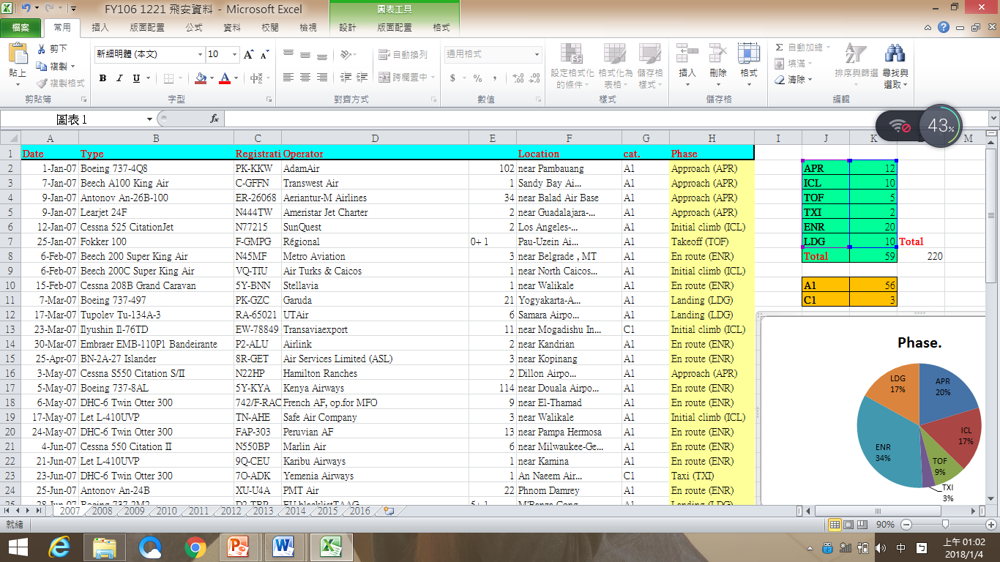 FY106 1221 飛安資料 - Microsoft Excel
圖表工具
檔案 常用 插入 版面配置 公式 資料 校閱 檢視 設計 版面配置 格式
貼上 剪下 複製 複製格式 剪貼簿
新細明體 (本文) 10 A A B I U A 中 字型
自動換列 跨欄置中 對齊方式
通用格式 $ % , .00 .0 數值
設定格式化的條件 格式化為表格 儲存格樣式 樣式
插入 刪除 格式 儲存格
Σ 自動加總 填滿 清除 排序與篩選 尋找與選取 編輯
圖表 1 fx
43%
A B C D E F G H I J K M
1 Date Type Registrati Operator Location cat. Phase
2 1-Jan-07 Boeing 737-4Q8 PK-KKW AdamAir 102 near Pambauang A1 Approach (APR) APR 12
3 7-Jan-07 Beech A100 King Air C-GFFN Transwest Air 1 Sandy Bay Ai... A1 Approach (APR) ICL 10
4 9-Jan-07 Antonov An-26B-100 ER-26068 Aeriantur-M Airlines 34 near Balad Air Base A1 Approach (APR) TOF 5
5 9-Jan-07 Learjet 24F N444TW Ameristar Jet Charter 2 near Guadalajara-... A1 Approach (APR) TXI 2
6 12-Jan-07 Cessna 525 CitationJet N77215 SunQuest 2 Los Angeles-... A1 Initial climb (ICL) ENR 20
7 25-Jan-07 Fokker 100 F-GMPG Régional 0+ 1 Pau-Uzein Ai... A1 Takeoff (TOF) LDG 10 Total
8 6-Feb-07 Beech 200 Super King Air N45MF Metro Aviation 3 near Belgrade , MT A1 En route (ENR) Total 59 220
9 6-Feb-07 Beech 200C Super King Air VQ-TIU Air Turks & Caicos 1 near North Caicos... A1 Initial climb (ICL)
10 15-Feb-07 Cessna 208B Grand Caravan 5Y-BNN Stellavia 1 near Walikale A1 En route (ENR) A1 56
11 7-Mar-07 Boeing 737-497 PK-GZC Garuda 21 Yogyakarta-A... A1 Landing (LDG) C1 3
12 17-Mar-07 Tupolev Tu-134A-3 RA-65021 UTAir 6 Samara Airpo... A1 Landing (LDG)
13 23-Mar-07 Ilyushin Il-76TD EW-78849 Transaviaexport 11 near Mogadishu In... C1 Initial climb (ICL)
14 30-Mar-07 Embraer EMB-110P1 Bandeirante P2-ALU Airlink 2 near Kandrian A1 En route (ENR)
15 25-Apr-07 BN-2A-27 Islander 8R-GET Air Services Limited (ASL) 3 near Kopinang A1 En route (ENR)
16 3-May-07 Cessna S550 Citation S/II N22HP Hamilton Ranches 2 Dillon Airpo... A1 Approach (APR)
17 5-May-07 Boeing 737-8AL 5Y-KYA Kenya Airways 114 near Douala Airpo... A1 En route (ENR)
18 6-May-07 DHC-6 Twin Otter 300 742/F-RAC French AF, op.for MFO 9 near El-Thamad A1 En route (ENR)
19 17-May-07 Let L-410UVP TN-AHE Safe Air Company 3 near Walikale A1 Initial climb (ICL)
20 24-May-07 DHC-6 Twin Otter 300 FAP-303 Peruvian AF 13 near Pampa Hermosa A1 En route (ENR)
21 4-Jun-07 Cessna 550 Citation II N550BP Marlin Air 6 near Milwaukee-Ge... A1 En route (ENR)
22 21-Jun-07 Let L-410UVP 9Q-CEU Karibu Airways 1 near Kamina A1 En route (ENR)
23 23-Jun-07 DHC-6 Twin Otter 300 7O-ADK Yemenia Airways 1 An Naeem Air... C1 Taxi (TXI)
24 25-Jun-07 Antonov An-24B XU-U4A PMT Air 22 Phnom Damrey A1 En route (ENR)
Phase.
LDG 17%
APR 20%
ICL 17%
ENR 34%
TOF 9%
TXI 3%
2007 2008 2009 2010 2011 2012 2013 2014 2015 2016
就緒 90%
中
上午 01:02
2018/1/4